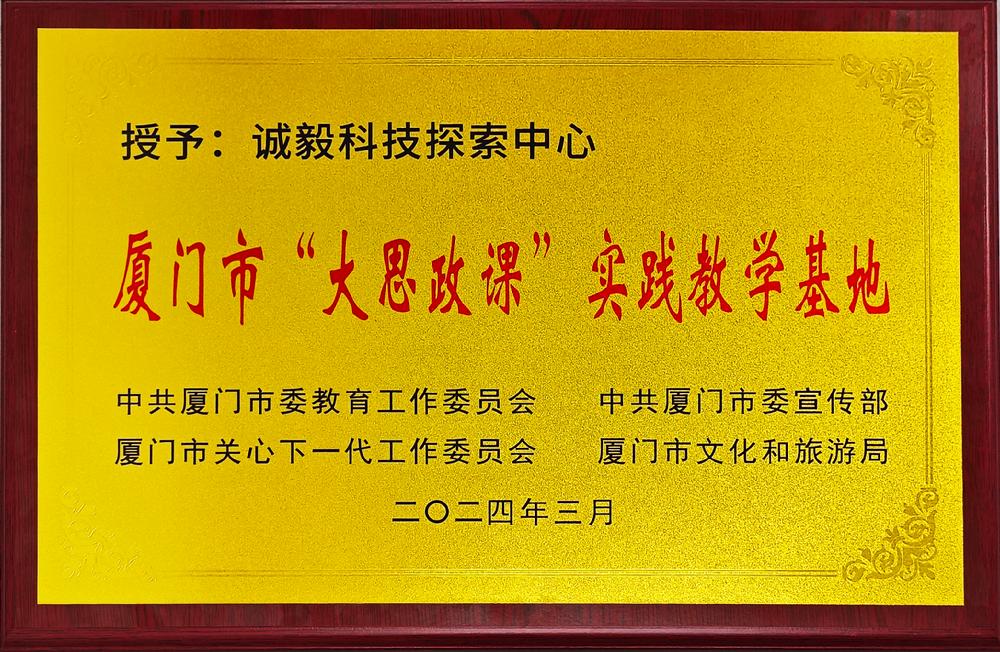 授予：诚毅科技探索中心
厦门市“大思政课”实践教学基地
中共厦门市委教育工作委员会 中共厦门市委宣传部
厦门市关心下一代工作委员会 厦门市文化和旅游局
二〇二四年三月